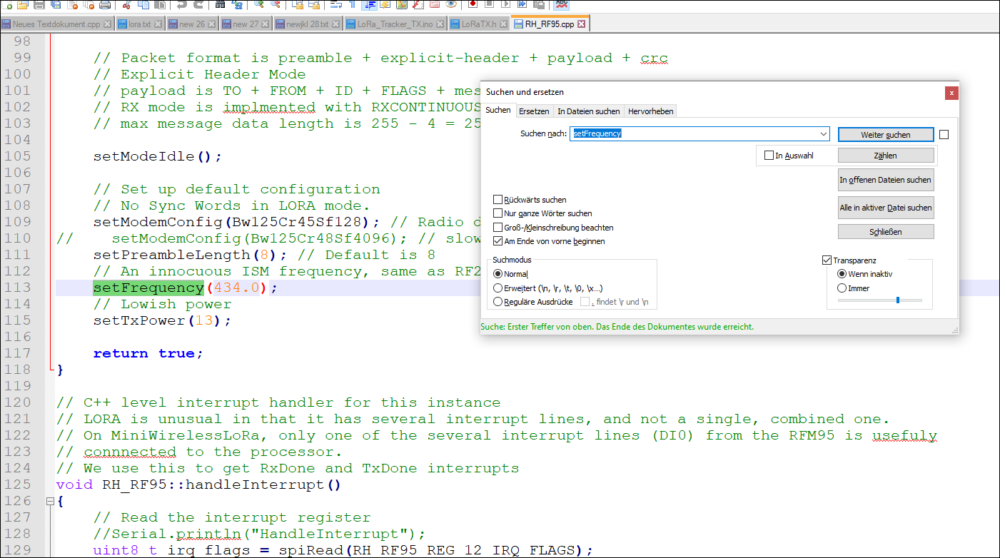 Neues Textdokument.cpp lora.txt new 26 new 27 newjkl 28.txt LoRa_Tracker_TX.ino LoRaTX.h RH_RF95.cpp
98
99 // Packet format is preamble + explicit-header + payload + crc
100 // Explicit Header Mode
101 // payload is TO + FROM + ID + FLAGS + mes
102 // RX mode is implmented with RXCONTINUOUS
103 // max message data length is 255 - 4 = 25
104
105 setModeIdle();
106
107 // Set up default configuration
108 // No Sync Words in LORA mode.
109 setModemConfig(Bw125Cr45Sf128); // Radio d
110 // setModemConfig(Bw125Cr48Sf4096); // slow
111 setPreambleLength(8); // Default is 8
112 // An innocuous ISM frequency, same as RF2
113 setFrequency(434.0);
114 // Lowish power
115 setTxPower(13);
116
117 return true;
118 }
119
120 // C++ level interrupt handler for this instance
121 // LORA is unusual in that it has several interrupt lines, and not a single, combined one.
122 // On MiniWirelessLoRa, only one of the several interrupt lines (DI0) from the RFM95 is usefuly
123 // connnected to the processor.
124 // We use this to get RxDone and TxDone interrupts
125 void RH_RF95::handleInterrupt()
126 {
127 // Read the interrupt register
128 //Serial.println("HandleInterrupt");
129 uint8_t irq_flags = spiRead(RH_RF95_REG_12_IRQ_FLAGS);
Suchen und ersetzen x
Suchen Ersetzen In Dateien suchen Hervorheben
Suchen nach: setFrequency Weiter suchen
In Auswahl Zählen
In offenen Dateien suchen
Rückwärts suchen
Alle in aktiver Datei suchen
Nur ganze Wörter suchen
Groß-/Kleinschreibung beachten
Schließen
Am Ende von vorne beginnen
Suchmodus
Transparenz
Normal
Wenn inaktiv
Erweitert (\n, \r, \t, \0, \x...)
Immer
Reguläre Ausdrücke . findet \r und \n
Suche: Erster Treffer von oben. Das Ende des Dokumentes wurde erreicht.